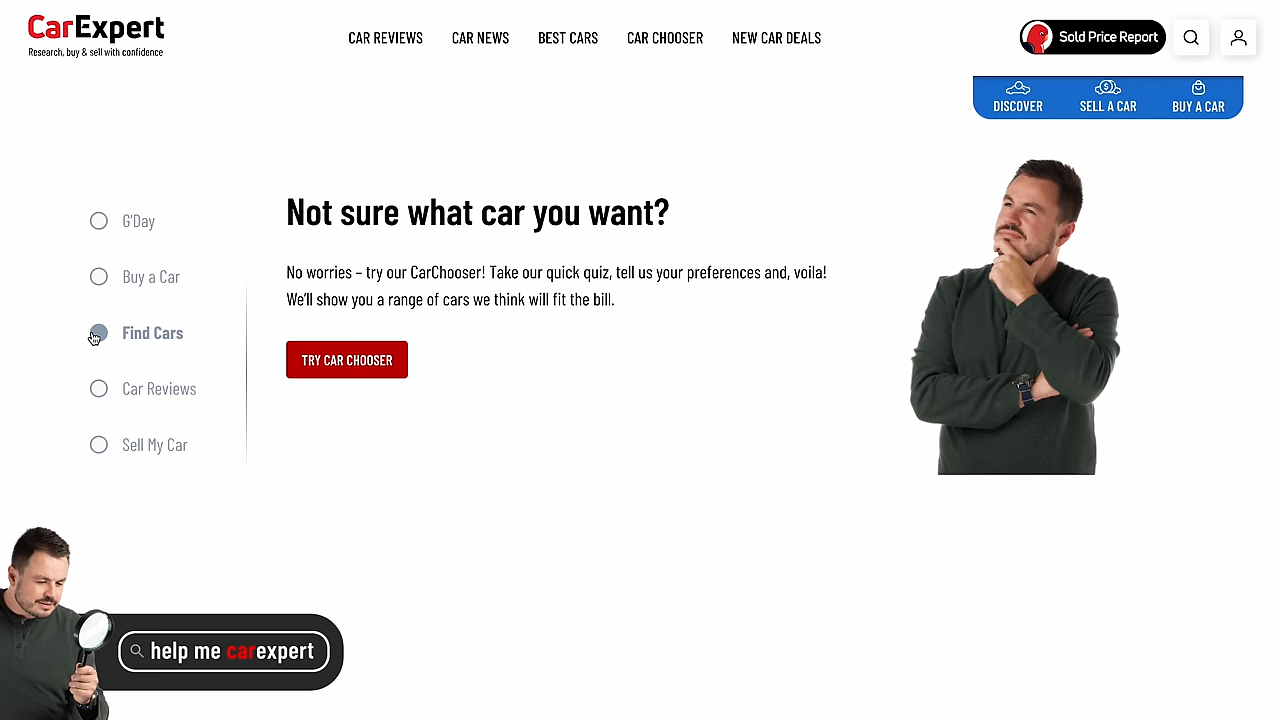 CarExpert
Research, buy & sell with confidence
CAR REVIEWS
CAR NEWS
BEST CARS
CAR CHOOSER
NEW CAR DEALS
Sold Price Report
DISCOVER
SELL A CAR
BUY A CAR
G'Day
Buy a Car
Find Cars
Car Reviews
Sell My Car
Not sure what car you want?
No worries – try our CarChooser! Take our quick quiz, tell us your preferences and, voila!
We'll show you a range of cars we think will fit the bill.
TRY CAR CHOOSER
help me carexpert